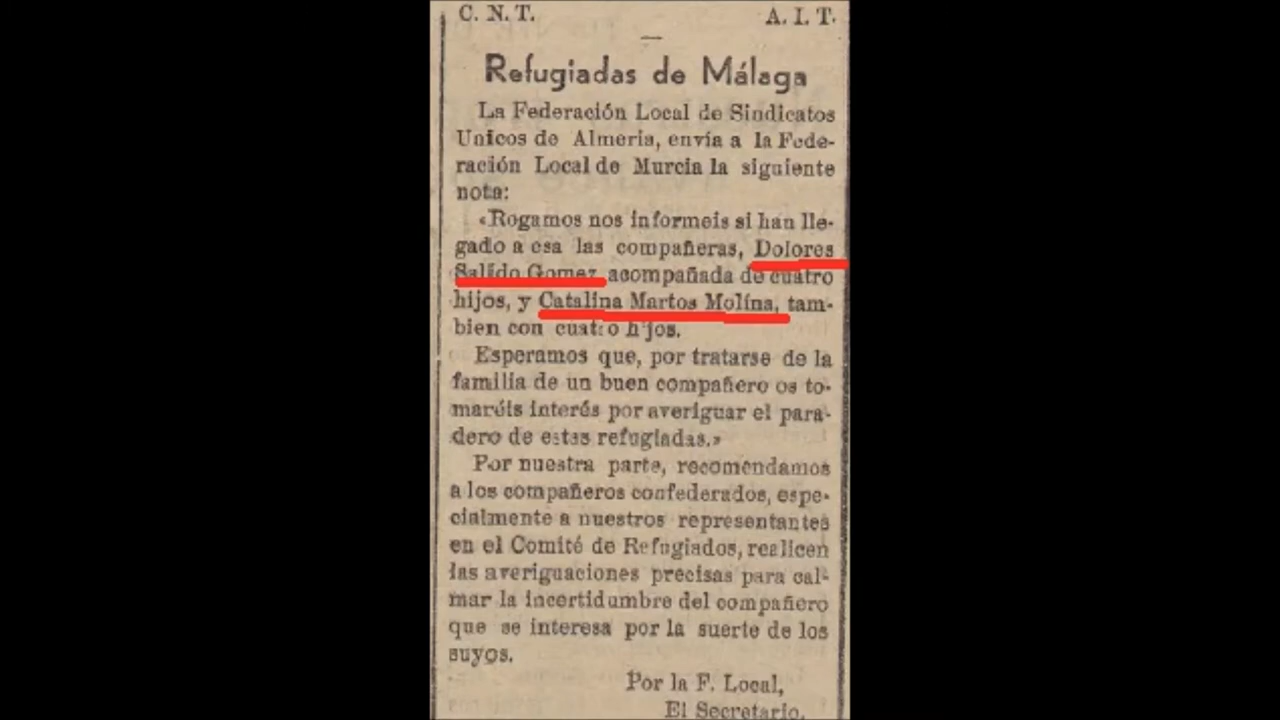 C. N. T. A. I. T.
Refugiadas de Málaga
La Federación Local de Sindicatos
Unicos de Almería, envía a la Fede-
ración Local de Murcia la siguiente
nota:
«Rogamos nos informeis si han lle-
gado a esa las compañeras, Dolores
Salido Gomez acompañada de cuatro
hijos, y Catalina Martos Molína, tam-
bien con cuatro hijos.
Esperamos que, por tratarse de la
familia de un buen compañero os to-
maréis interés por averiguar el para-
dero de estas refugiadas.»
Por nuestra parte, recomendamos
a los compañeros confederados, espe-
cialmente a nuestros representantes
en el Comité de Refugiados, realicen
las averiguaciones precisas para cal-
mar la incertidumbre del compañero
que se interesa por la suerte de los
suyos.
Por la F. Local,
El Secretario.